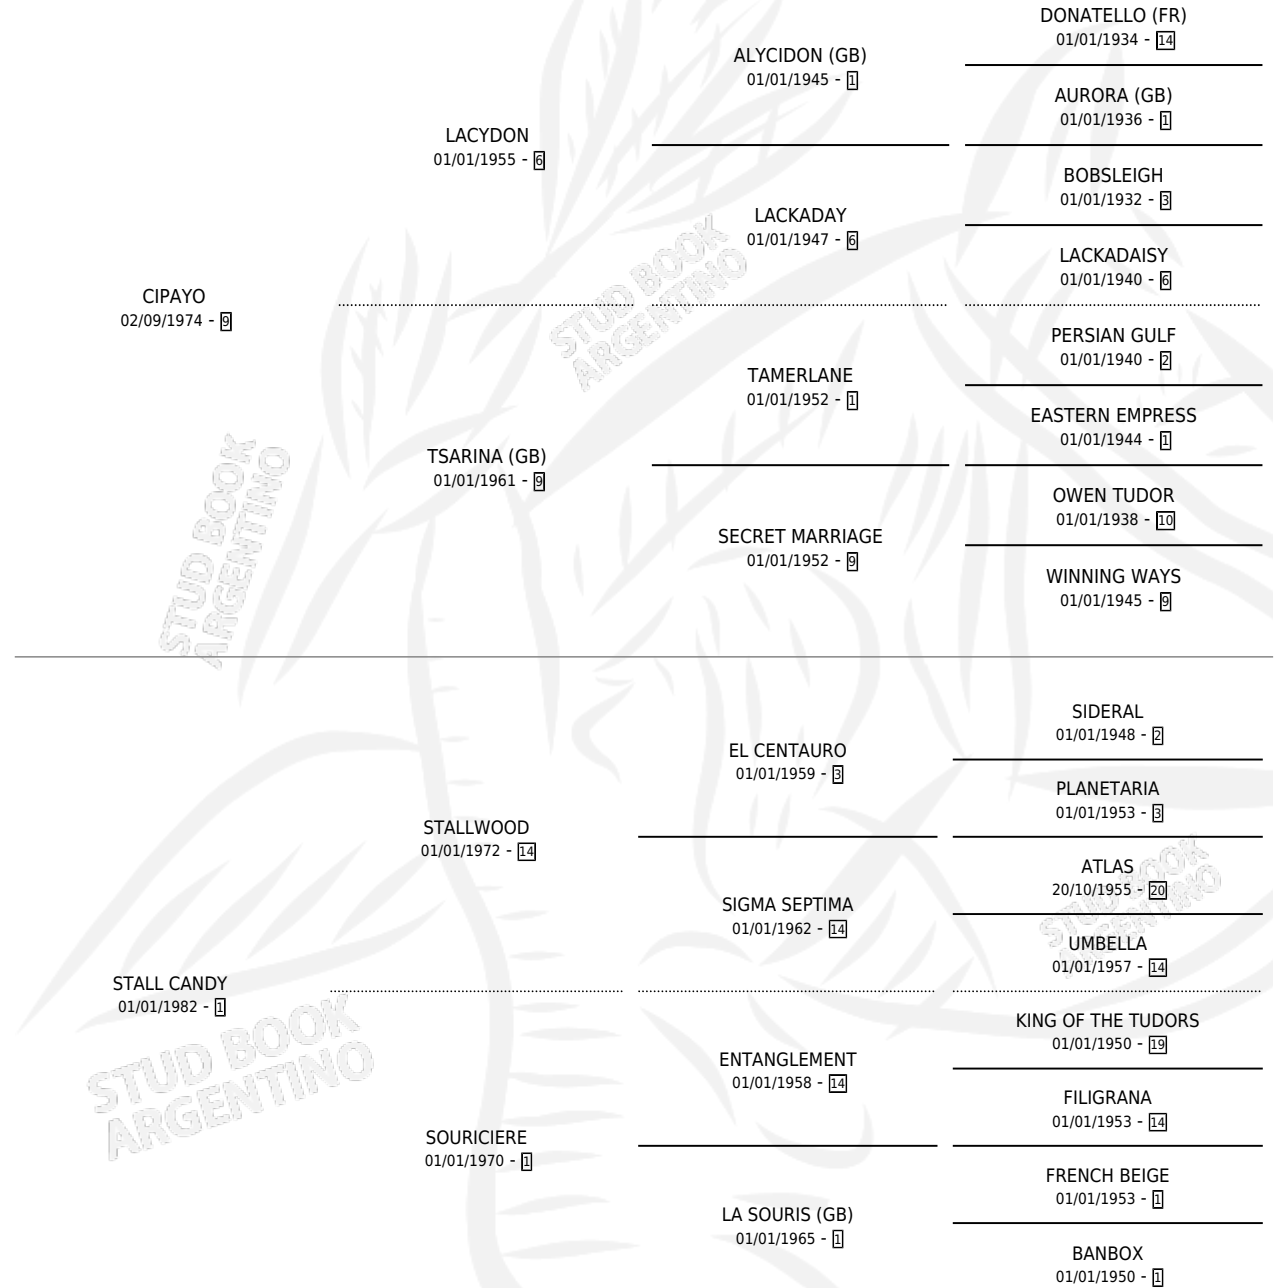 DONATELLO (FR)
01/01/1934 - 14
ALYCIDON (GB)
01/01/1945 - 1
AURORA (GB)
01/01/1936 - 1
LACYDON
01/01/1955 - 6
BOBSLEIGH
01/01/1932 - 3
LACKADAY
01/01/1947 - 6
LACKADAISY
01/01/1940 - 6
CIPAYO
02/09/1974 - 9
PERSIAN GULF
01/01/1940 - 2
TAMERLANE
01/01/1952 - 1
EASTERN EMPRESS
01/01/1944 - 1
TSARINA (GB)
01/01/1961 - 9
OWEN TUDOR
01/01/1938 - 10
SECRET MARRIAGE
01/01/1952 - 9
WINNING WAYS
01/01/1945 - 9
SIDERAL
01/01/1948 - 2
EL CENTAURO
01/01/1959 - 3
PLANETARIA
01/01/1953 - 3
STALLWOOD
01/01/1972 - 14
ATLAS
20/10/1955 - 20
SIGMA SEPTIMA
01/01/1962 - 14
UMBELLA
01/01/1957 - 14
STALL CANDY
01/01/1982 - 1
KING OF THE TUDORS
01/01/1950 - 19
ENTANGLEMENT
01/01/1958 - 14
FILIGRANA
01/01/1953 - 14
SOURICIERE
01/01/1970 - 1
FRENCH BEIGE
01/01/1953 - 1
LA SOURIS (GB)
01/01/1965 - 1
BANBOX
01/01/1950 - 1
STUD BOOK
ARGENTINO
STUD BOOK
ARGENTINO
STUD BOOK
ARGENTINO
STUD BOOK
ARGENTINO